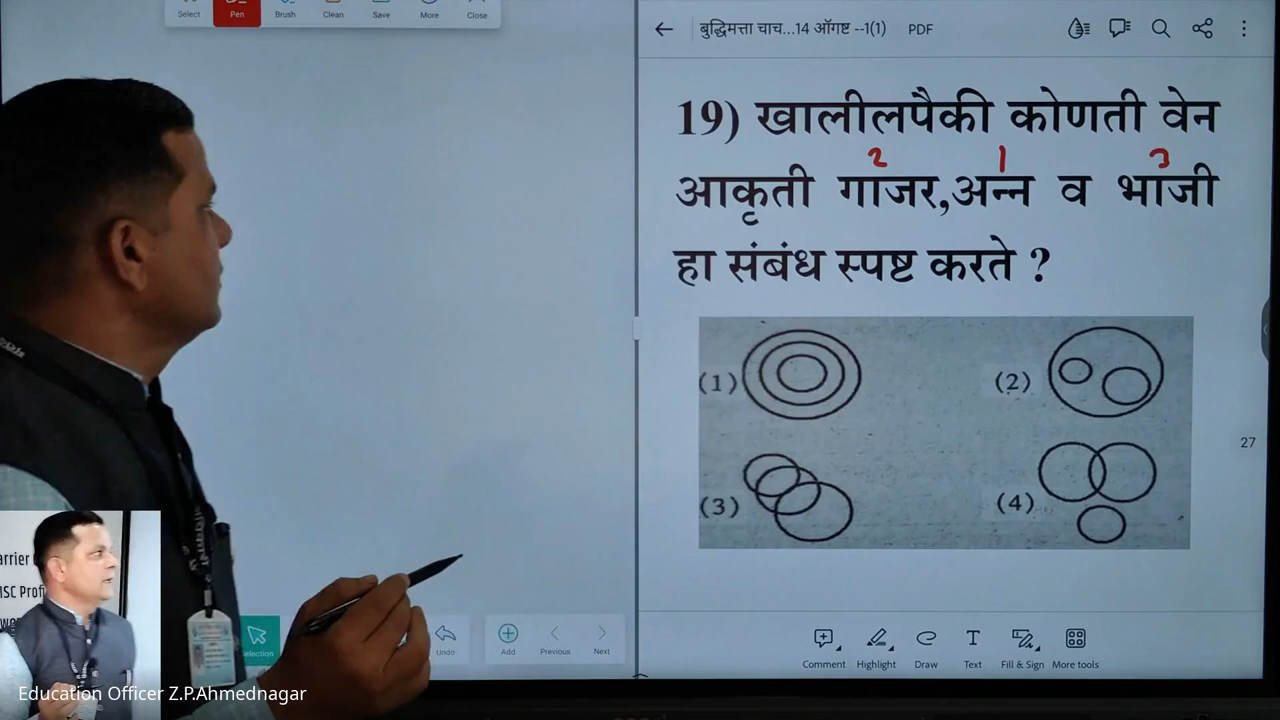 Select Pen Brush Clean Save More Close
बुद्धिमत्ता चाच...14 ऑगष्ट --1(1) PDF
19) खालीलपैकी कोणती वेन
2 1 3
आकृती गाजर,अन्न व भाजी
हा संबंध स्पष्ट करते ?
(1) (2)
(3) (4)
27
Undo Add Previous Next
Comment Highlight Draw Text Fill & Sign More tools
Education Officer Z.P.Ahmednagar